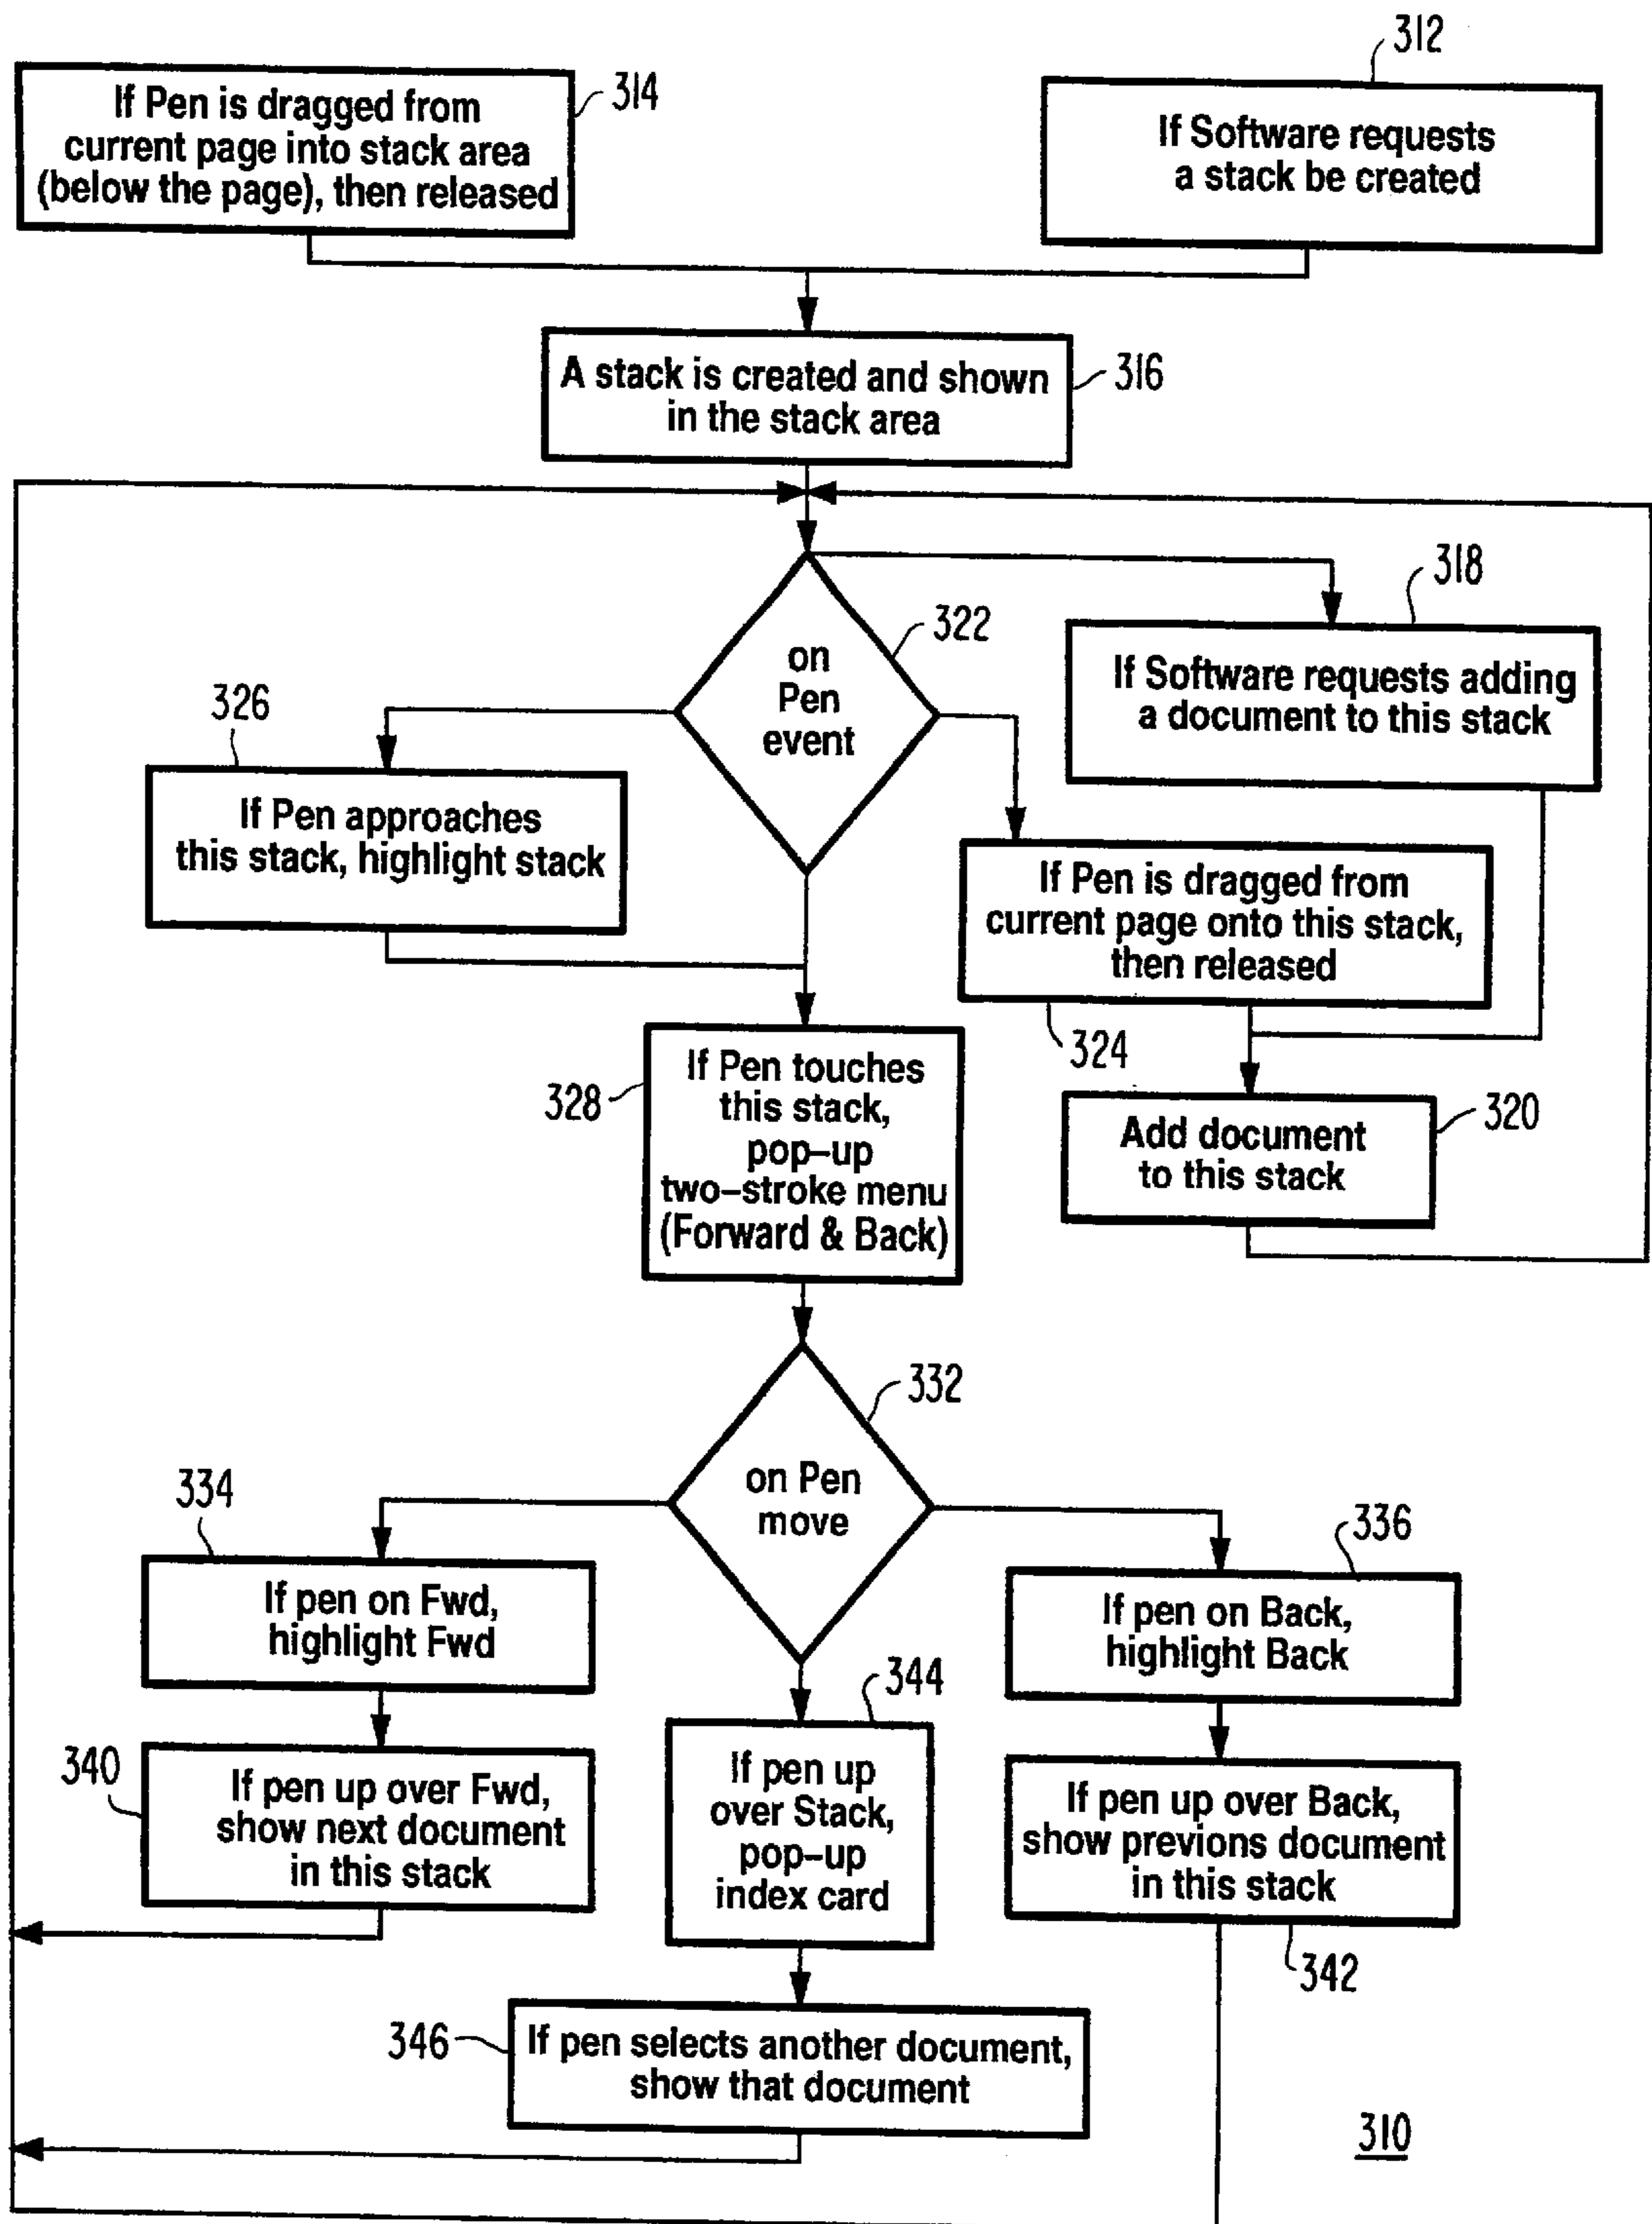 312
314
If Pen is dragged from
current page into stack area
(below the page), then released
If Software requests
a stack be created
A stack is created and shown
in the stack area
316
318
322
on
Pen
event
If Software requests adding
a document to this stack
326
If Pen approaches
this stack, highlight stack
If Pen is dragged from
current page onto this stack,
then released
324
328
If Pen touches
this stack,
pop-up
two-stroke menu
(Forward & Back)
320
Add document
to this stack
332
on Pen
move
334
If pen on Fwd,
highlight Fwd
336
If pen on Back,
highlight Back
344
340
If pen up over Fwd,
show next document
in this stack
If pen up
over Stack,
pop-up
index card
If pen up over Back,
show previons document
in this stack
342
346
If pen selects another document,
show that document
310